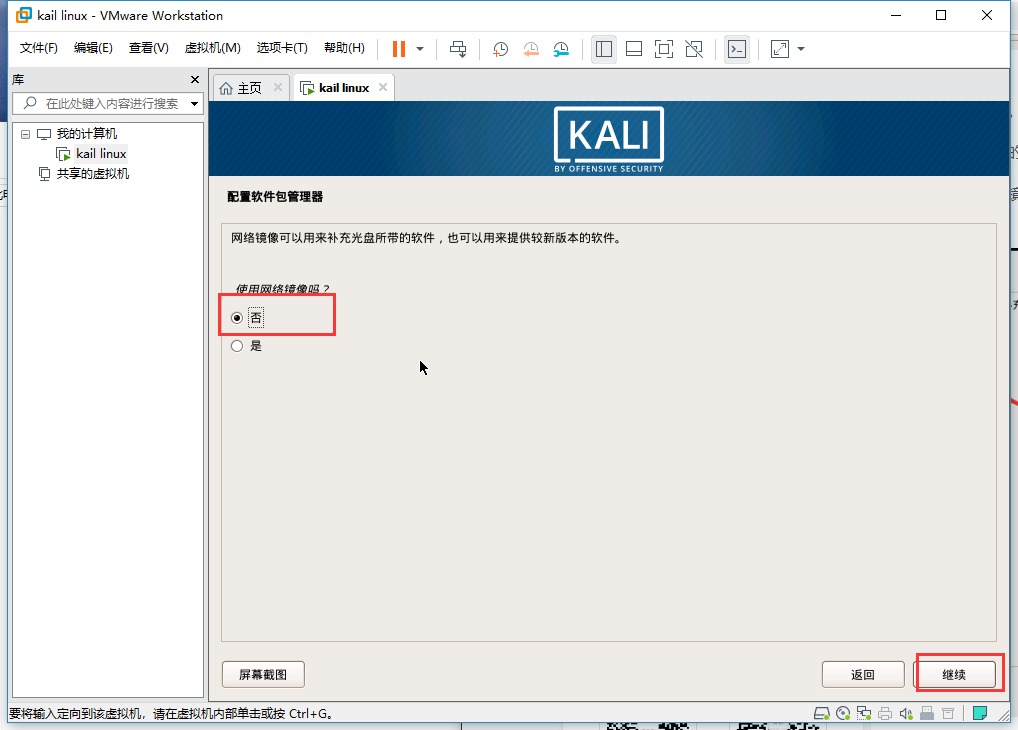 kail linux - VMware Workstation
文件(F) 编辑(E) 查看(V) 虚拟机(M) 选项卡(T) 帮助(H)
库
在此处键入内容进行搜索
我的计算机
kail linux
共享的虚拟机
主页 kail linux
KALI
BY OFFENSIVE SECURITY
配置软件包管理器
网络镜像可以用来补充光盘所带的软件，也可以用来提供较新版本的软件。
使用网络镜像吗？
否
是
屏幕截图 返回 继续
要将输入定向到该虚拟机，请在虚拟机内部单击或按 Ctrl+G。